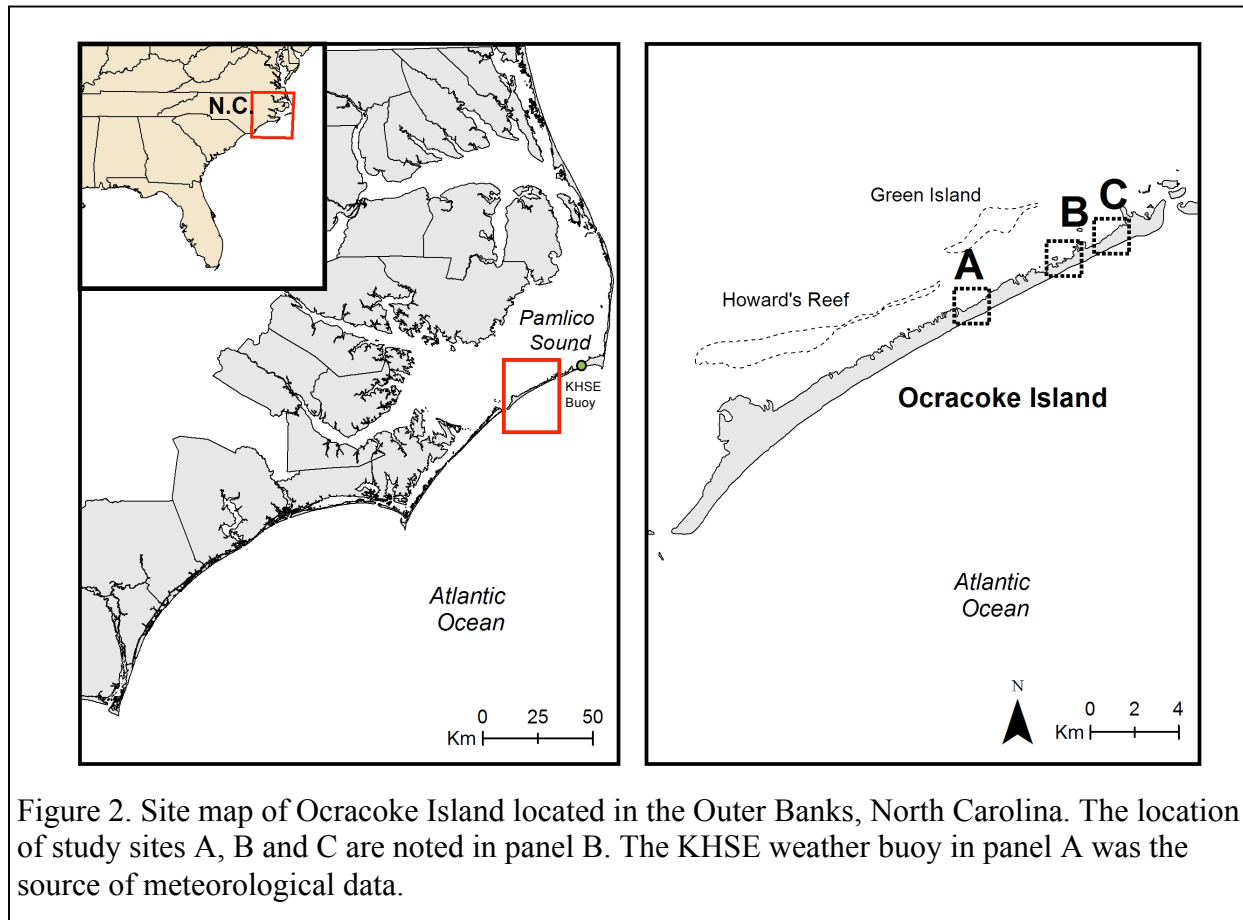 N.C.
Pamlico
Sound
KHSE
Buoy
Atlantic
Ocean
0 25 50
Km
Green Island
Howard's Reef
A
B
C
Ocracoke Island
Atlantic
Ocean
N
0 2 4
Km
Figure 2. Site map of Ocracoke Island located in the Outer Banks, North Carolina. The location
of study sites A, B and C are noted in panel B. The KHSE weather buoy in panel A was the
source of meteorological data.